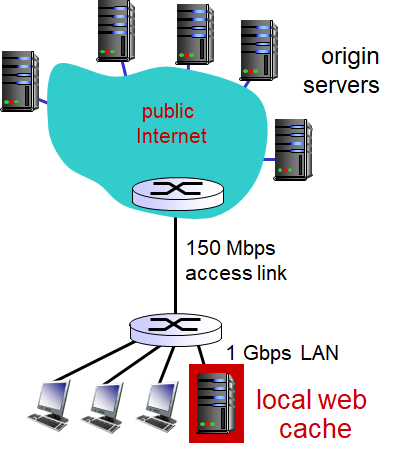 origin
servers
public
Internet
150 Mbps
access link
1 Gbps LAN
local web
cache